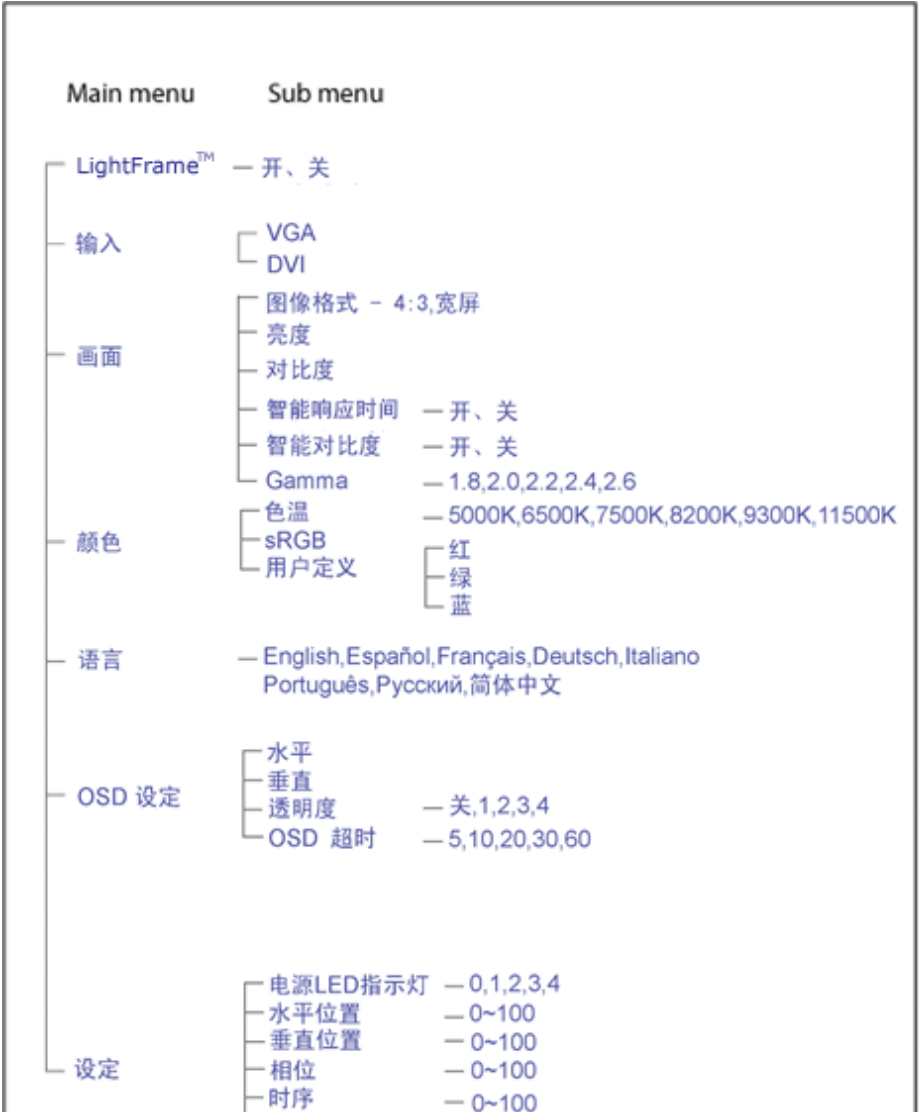 Main menu Sub menu
LightFrame™ 开、关
输入
VGA
DVI
画面
图像格式 - 4:3,宽屏
亮度
对比度
智能响应时间 开、关
智能对比度 开、关
Gamma 1.8,2.0,2.2,2.4,2.6
颜色
色温 5000K,6500K,7500K,8200K,9300K,11500K
sRGB
用户定义
红
绿
蓝
语言
English,Español,Français,Deutsch,Italiano
Português,Русский,简体中文
OSD 设定
水平
垂直
透明度 关,1,2,3,4
OSD 超时 5,10,20,30,60
设定
电源LED指示灯 0,1,2,3,4
水平位置 0~100
垂直位置 0~100
相位 0~100
时序 0~100